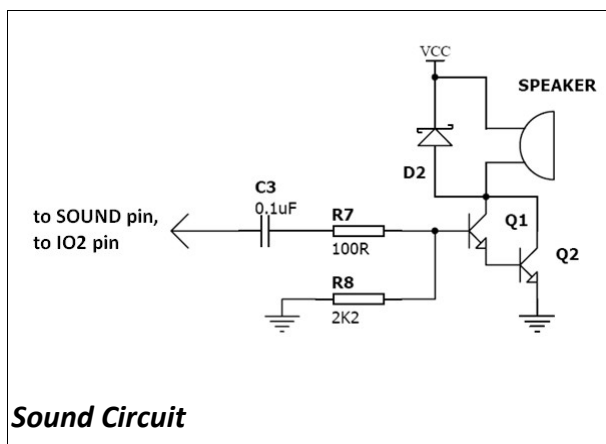 VCC
SPEAKER
D2
C3
0.1uF
R7
100R
Q1
Q2
to SOUND pin,
to IO2 pin
R8
2K2
Sound Circuit